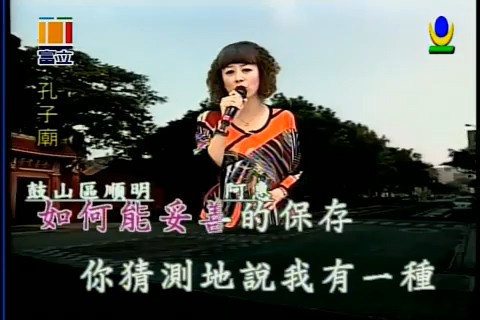 富立
孔子廟
鼓山區順明 阿惠
如何能妥善的保存
你猜測地說我有一種